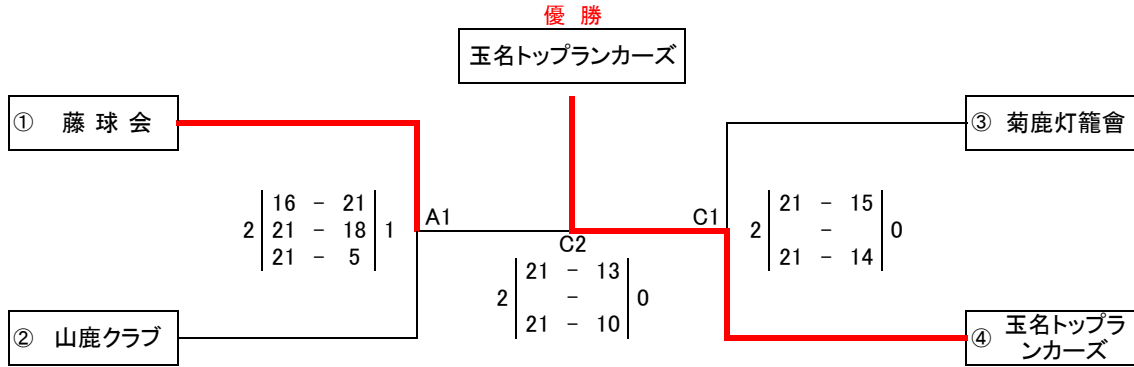 優 勝
玉名トップランカーズ
① 藤 球 会
③ 菊鹿灯籠會
16 - 21
2 21 - 18 1
21 - 5
A1
C1
21 - 15
2 - 0
21 - 14
C2
21 - 13
2 - 0
21 - 10
② 山鹿クラブ
④ 玉名トップラ
ンカーズ